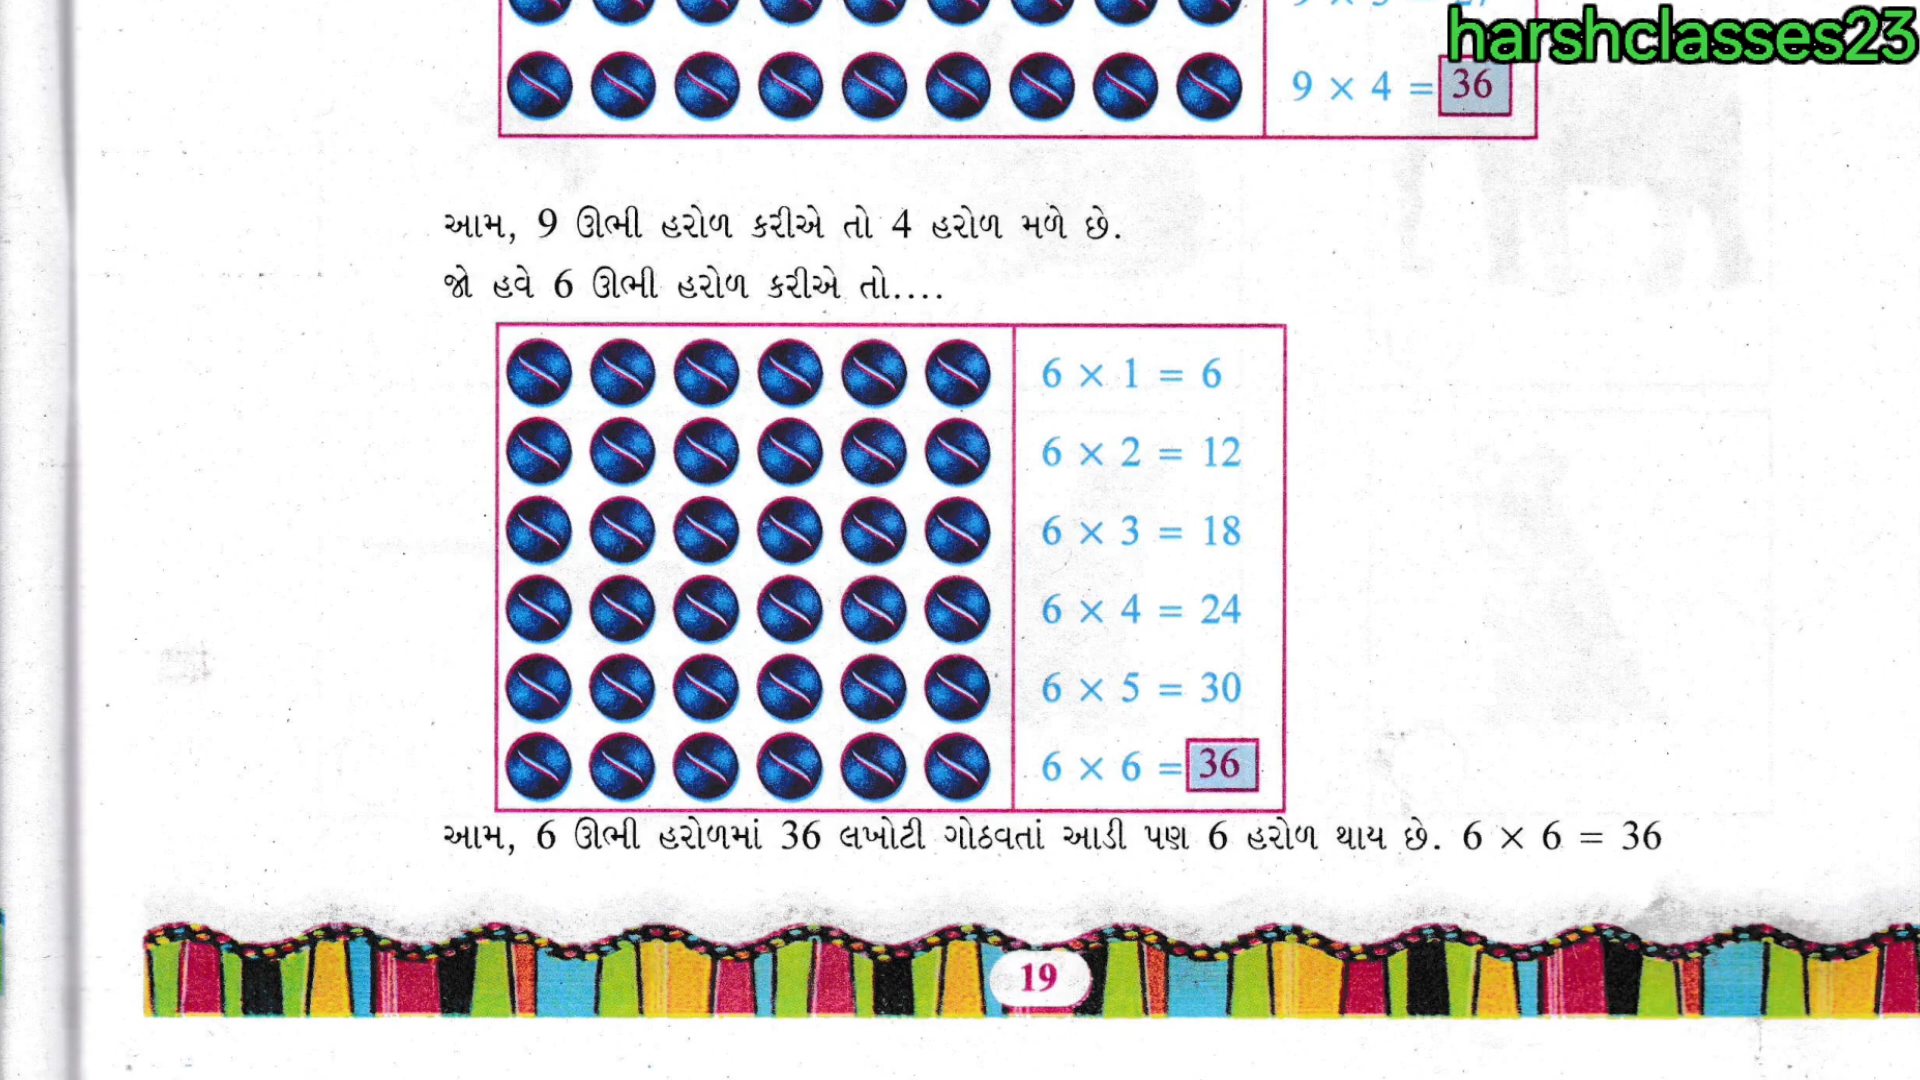 harshclasses23
9 × 4 = 36
આમ, 9 ઊભી હરોળ કરીએ તો 4 હરોળ મળે છે.
જો હવે 6 ઊભી હરોળ કરીએ તો....
6 × 1 = 6
6 × 2 = 12
6 × 3 = 18
6 × 4 = 24
6 × 5 = 30
6 × 6 = 36
આમ, 6 ઊભી હરોળમાં 36 લખોટી ગોઠવતાં આડી પણ 6 હરોળ થાય છે. 6 × 6 = 36
19